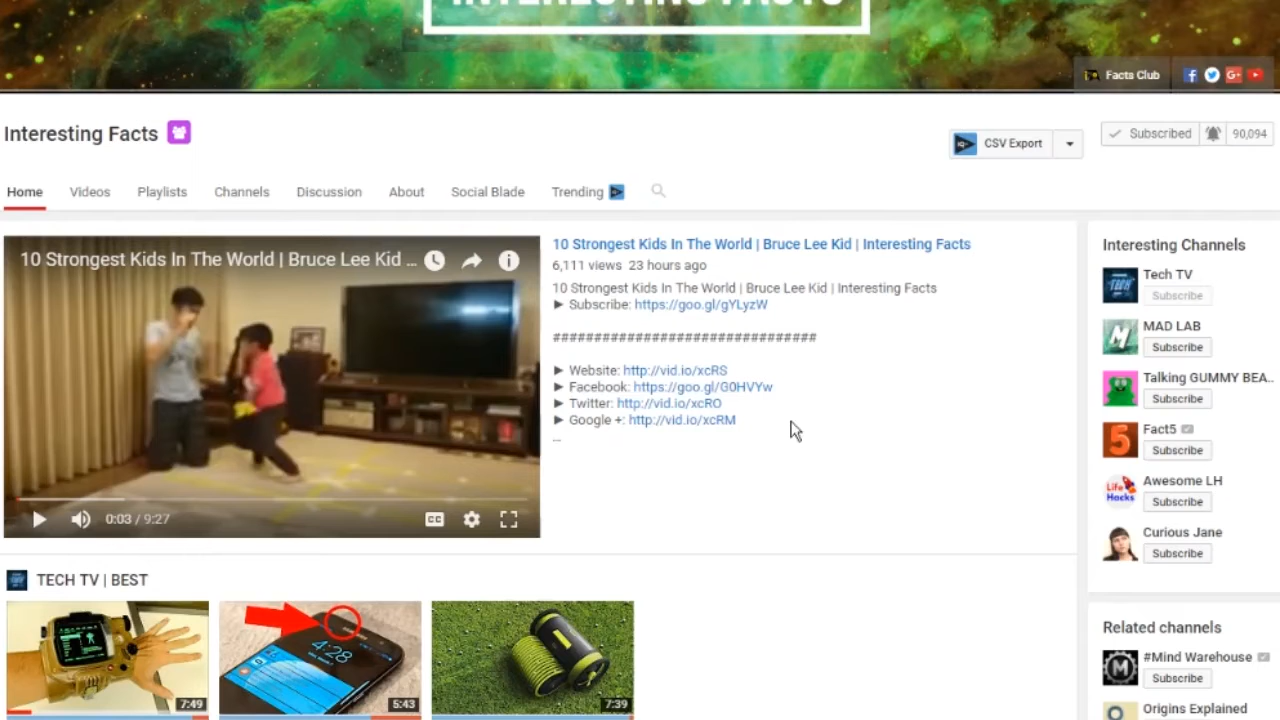 INTERESTING FACTS
Facts Club
Interesting Facts
CSV Export
Subscribed
90,094
Home
Videos
Playlists
Channels
Discussion
About
Social Blade
Trending
10 Strongest Kids In The World | Bruce Lee Kid ...
0:03 / 9:27
CC
10 Strongest Kids In The World | Bruce Lee Kid | Interesting Facts
6,111 views 23 hours ago
10 Strongest Kids In The World | Bruce Lee Kid | Interesting Facts
► Subscribe: https://goo.gl/gYLyzW
################################
► Website: http://vid.io/xcRS
► Facebook: https://goo.gl/G0HVYw
► Twitter: http://vid.io/xcRO
► Google +: http://vid.io/xcRM
...
Interesting Channels
Tech TV
Subscribe
MAD LAB
Subscribe
Talking GUMMY BEA..
Subscribe
Fact5
Subscribe
Awesome LH
Subscribe
Curious Jane
Subscribe
TECH TV | BEST
7:49
4:28
5:43
7:39
Related channels
#Mind Warehouse
Subscribe
Origins Explained